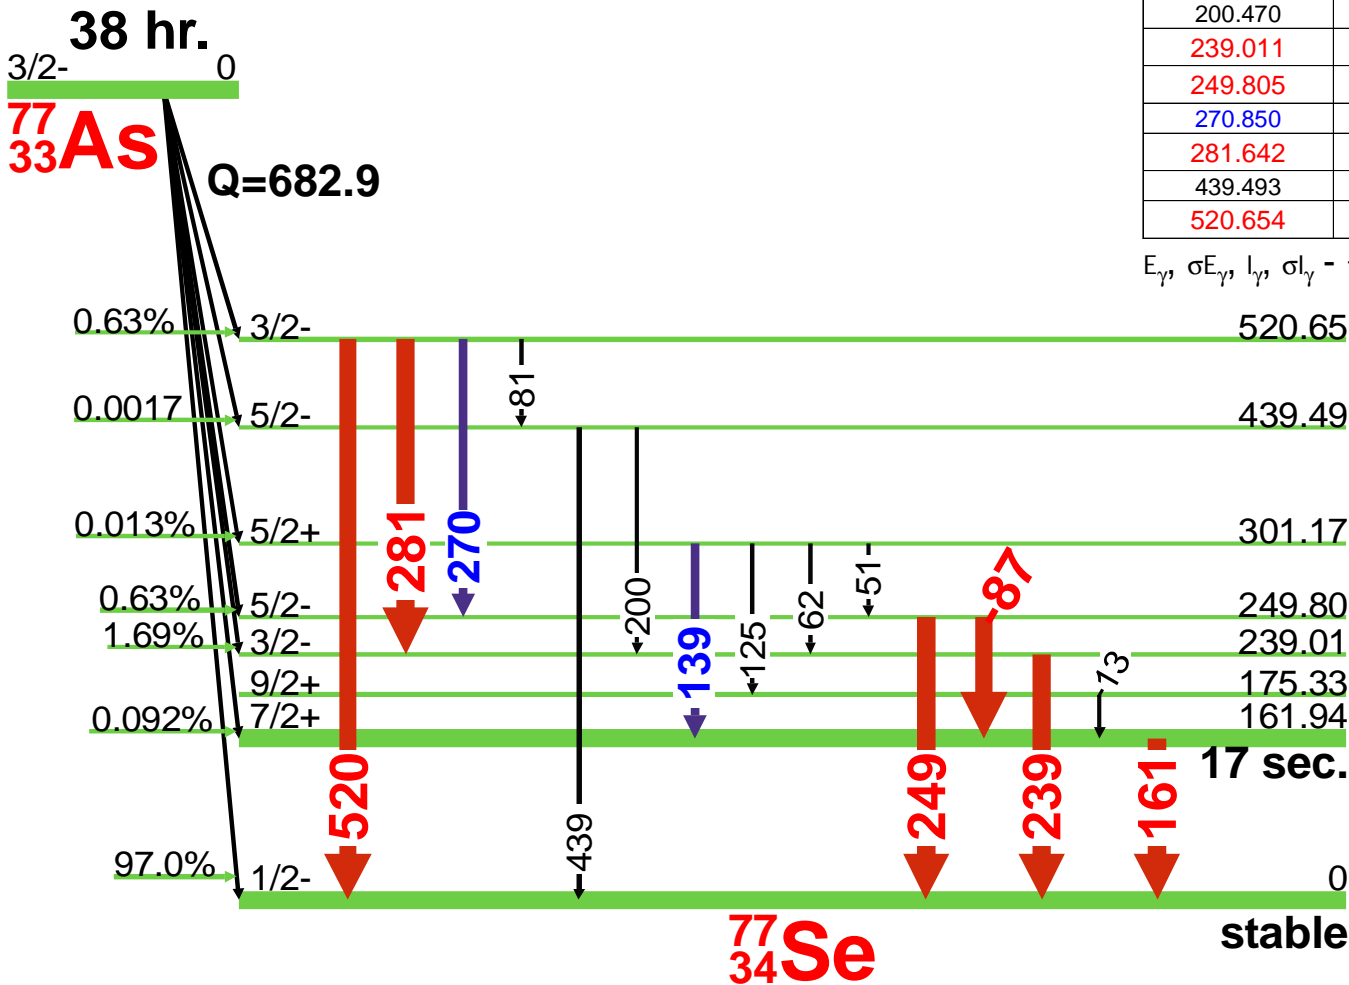 38 hr.
3/2- 0
77
33 As
Q=682.9
200.470
239.011
249.805
270.850
281.642
439.493
520.654
Eγ, σEγ, Iγ, σIγ -
0.63% 3/2- 520.65
81
0.0017 5/2- 439.49
0.013% 5/2+ 301.17
281 270 200 139 125 62 51 87
0.63% 5/2- 249.80
1.69% 3/2- 239.01
9/2+ 175.33
13
0.092% 7/2+ 161.94
17 sec.
520 439 249 239 161
97.0% 1/2- 0
77
34 Se
stable